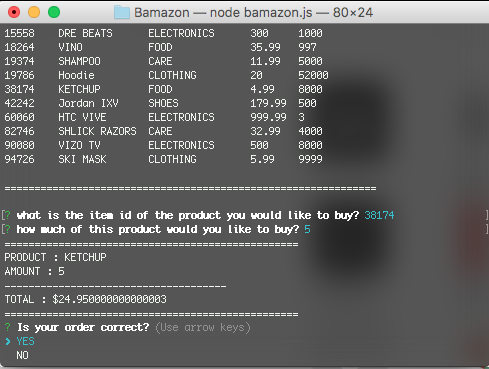 Bamazon — node bamazon.js — 80×24
15558 DRE BEATS ELECTRONICS 300 1000
18264 VINO FOOD 35.99 997
19374 SHAMPOO CARE 11.99 5000
19786 Hoodie CLOTHING 20 52000
38174 KETCHUP FOOD 4.99 8000
42242 Jordan IXV SHOES 179.99 500
60060 HTC VIVE ELECTRONICS 999.99 3
82746 SHLICK RAZORS CARE 32.99 4000
90080 VIZO TV ELECTRONICS 500 8000
94726 SKI MASK CLOTHING 5.99 9999
==============================================================
[? what is the item id of the product you would like to buy? 38174 ]
[? how much of this product would you like to buy? 5 ]
=================================================
PRODUCT : KETCHUP
AMOUNT : 5
-------------------------------------
TOTAL : $24.950000000000003
=================================================
? Is your order correct? (Use arrow keys)
❯ YES
NO